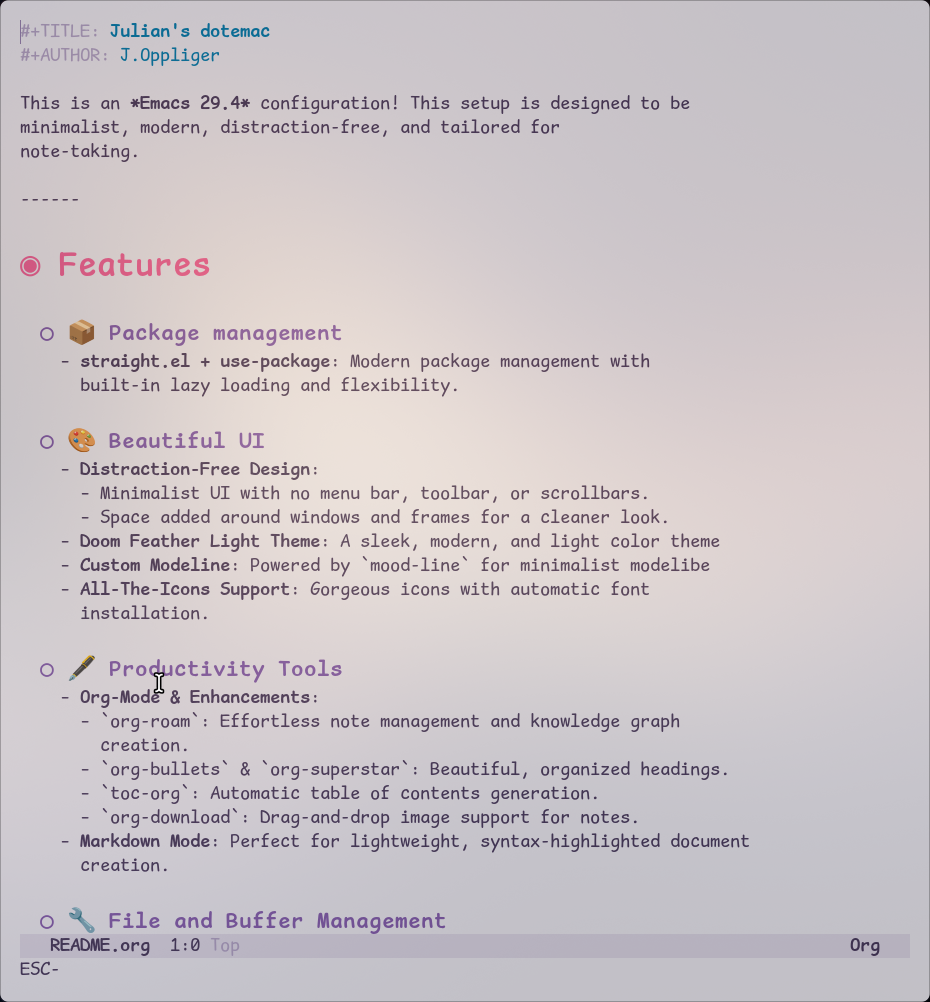 #+TITLE: Julian's dotemac
#+AUTHOR: J.Oppliger
This is an *Emacs 29.4* configuration! This setup is designed to be
minimalist, modern, distraction-free, and tailored for
note-taking.
------
◉ Features
○ 📦 Package management
- straight.el + use-package: Modern package management with
built-in lazy loading and flexibility.
○ 🎨 Beautiful UI
- Distraction-Free Design:
- Minimalist UI with no menu bar, toolbar, or scrollbars.
- Space added around windows and frames for a cleaner look.
- Doom Feather Light Theme: A sleek, modern, and light color theme
- Custom Modeline: Powered by `mood-line` for minimalist modelibe
- All-The-Icons Support: Gorgeous icons with automatic font
installation.
○ 🖋️ Productivity Tools
- Org-Mode & Enhancements:
- `org-roam`: Effortless note management and knowledge graph
creation.
- `org-bullets` & `org-superstar`: Beautiful, organized headings.
- `toc-org`: Automatic table of contents generation.
- `org-download`: Drag-and-drop image support for notes.
- Markdown Mode: Perfect for lightweight, syntax-highlighted document
creation.
○ 🔧 File and Buffer Management
README.org 1:0 Top Org
ESC-